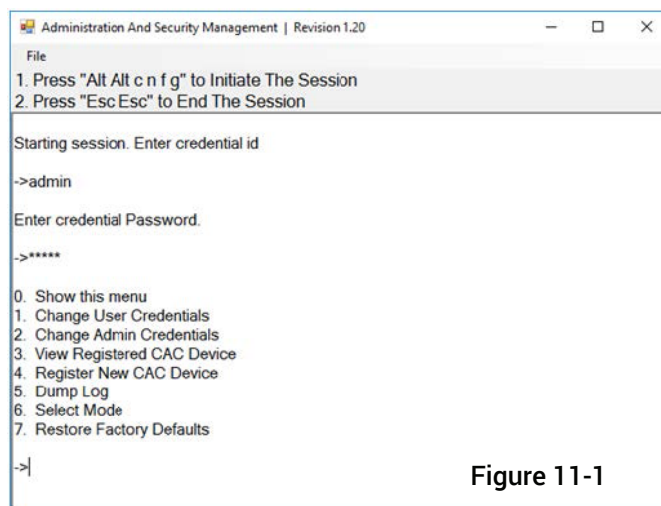 Administration And Security Management | Revision 1.20
File
1. Press "Alt Alt c n f g" to Initiate The Session
2. Press "Esc Esc" to End The Session
Starting session. Enter credential id
->admin
Enter credential Password.
->*****
0. Show this menu
1. Change User Credentials
2. Change Admin Credentials
3. View Registered CAC Device
4. Register New CAC Device
5. Dump Log
6. Select Mode
7. Restore Factory Defaults
->
Figure 11-1